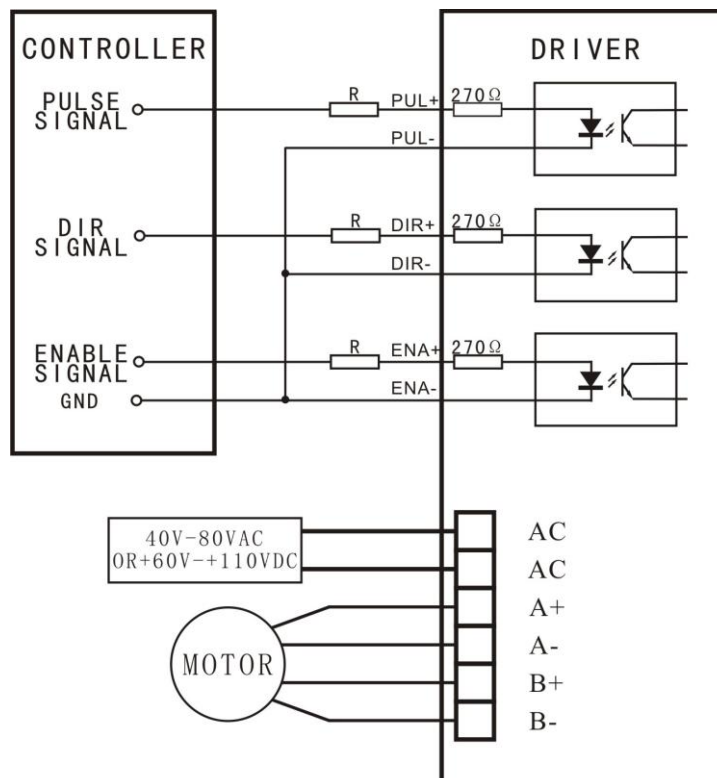 CONTROLLER
DRIVER
PULSE
SIGNAL
R
PUL+
270Ω
PUL-
DIR
SIGNAL
R
DIR+
270Ω
DIR-
ENABLE
SIGNAL
R
ENA+
270Ω
ENA-
GND
40V-80VAC
OR+60V-+110VDC
AC
AC
A+
A-
B+
B-
MOTOR